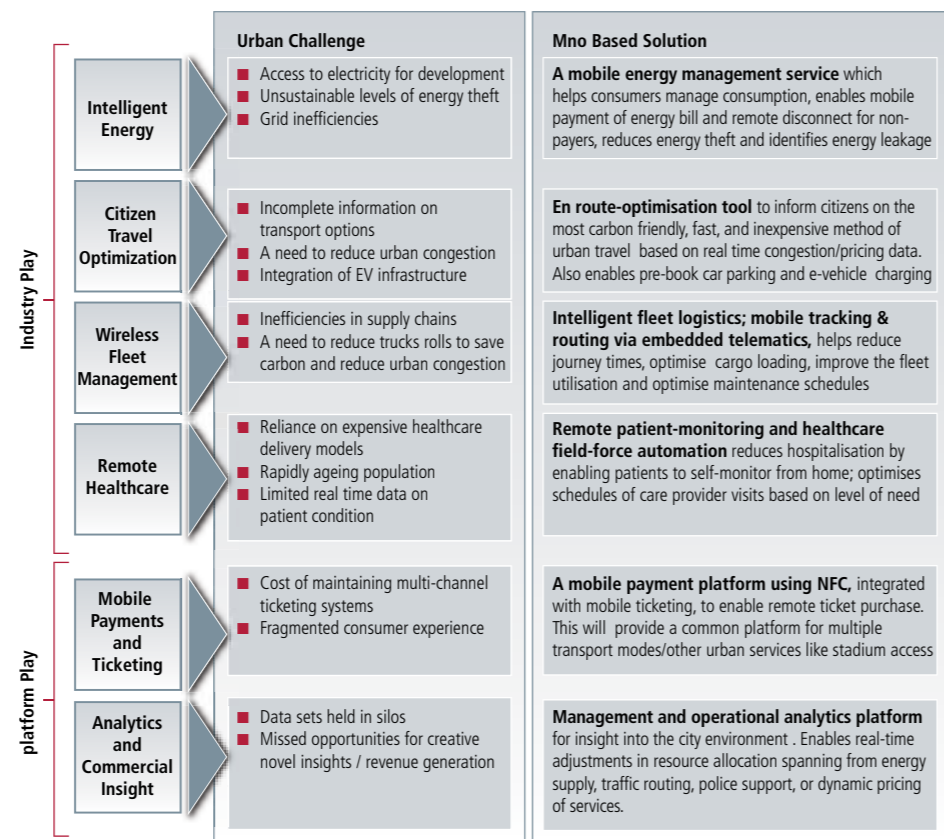 Urban Challenge
Mno Based Solution
Industry Play
Intelligent
Energy
Access to electricity for development
Unsustainable levels of energy theft
Grid inefficiencies
A mobile energy management service which
helps consumers manage consumption, enables mobile
payment of energy bill and remote disconnect for non-
payers, reduces energy theft and identifies energy leakage
Citizen
Travel
Optimization
Incomplete information on
transport options
A need to reduce urban congestion
Integration of EV infrastructure
En route-optimisation tool to inform citizens on the
most carbon friendly, fast, and inexpensive method of
urban travel based on real time congestion/pricing data.
Also enables pre-book car parking and e-vehicle charging
Wireless
Fleet
Management
Inefficiencies in supply chains
A need to reduce trucks rolls to save
carbon and reduce urban congestion
Intelligent fleet logistics; mobile tracking &
routing via embedded telematics, helps reduce
journey times, optimise cargo loading, improve the fleet
utilisation and optimise maintenance schedules
Remote
Healthcare
Reliance on expensive healthcare
delivery models
Rapidly ageing population
Limited real time data on
patient condition
Remote patient-monitoring and healthcare
field-force automation reduces hospitalisation by
enabling patients to self-monitor from home; optimises
schedules of care provider visits based on level of need
platform Play
Mobile
Payments
and
Ticketing
Cost of maintaining multi-channel
ticketing systems
Fragmented consumer experience
A mobile payment platform using NFC, integrated
with mobile ticketing, to enable remote ticket purchase.
This will provide a common platform for multiple
transport modes/other urban services like stadium access
Analytics
and
Commercial
Insight
Data sets held in silos
Missed opportunities for creative
novel insights / revenue generation
Management and operational analytics platform
for insight into the city environment . Enables real-time
adjustments in resource allocation spanning from energy
supply, traffic routing, police support, or dynamic pricing
of services.